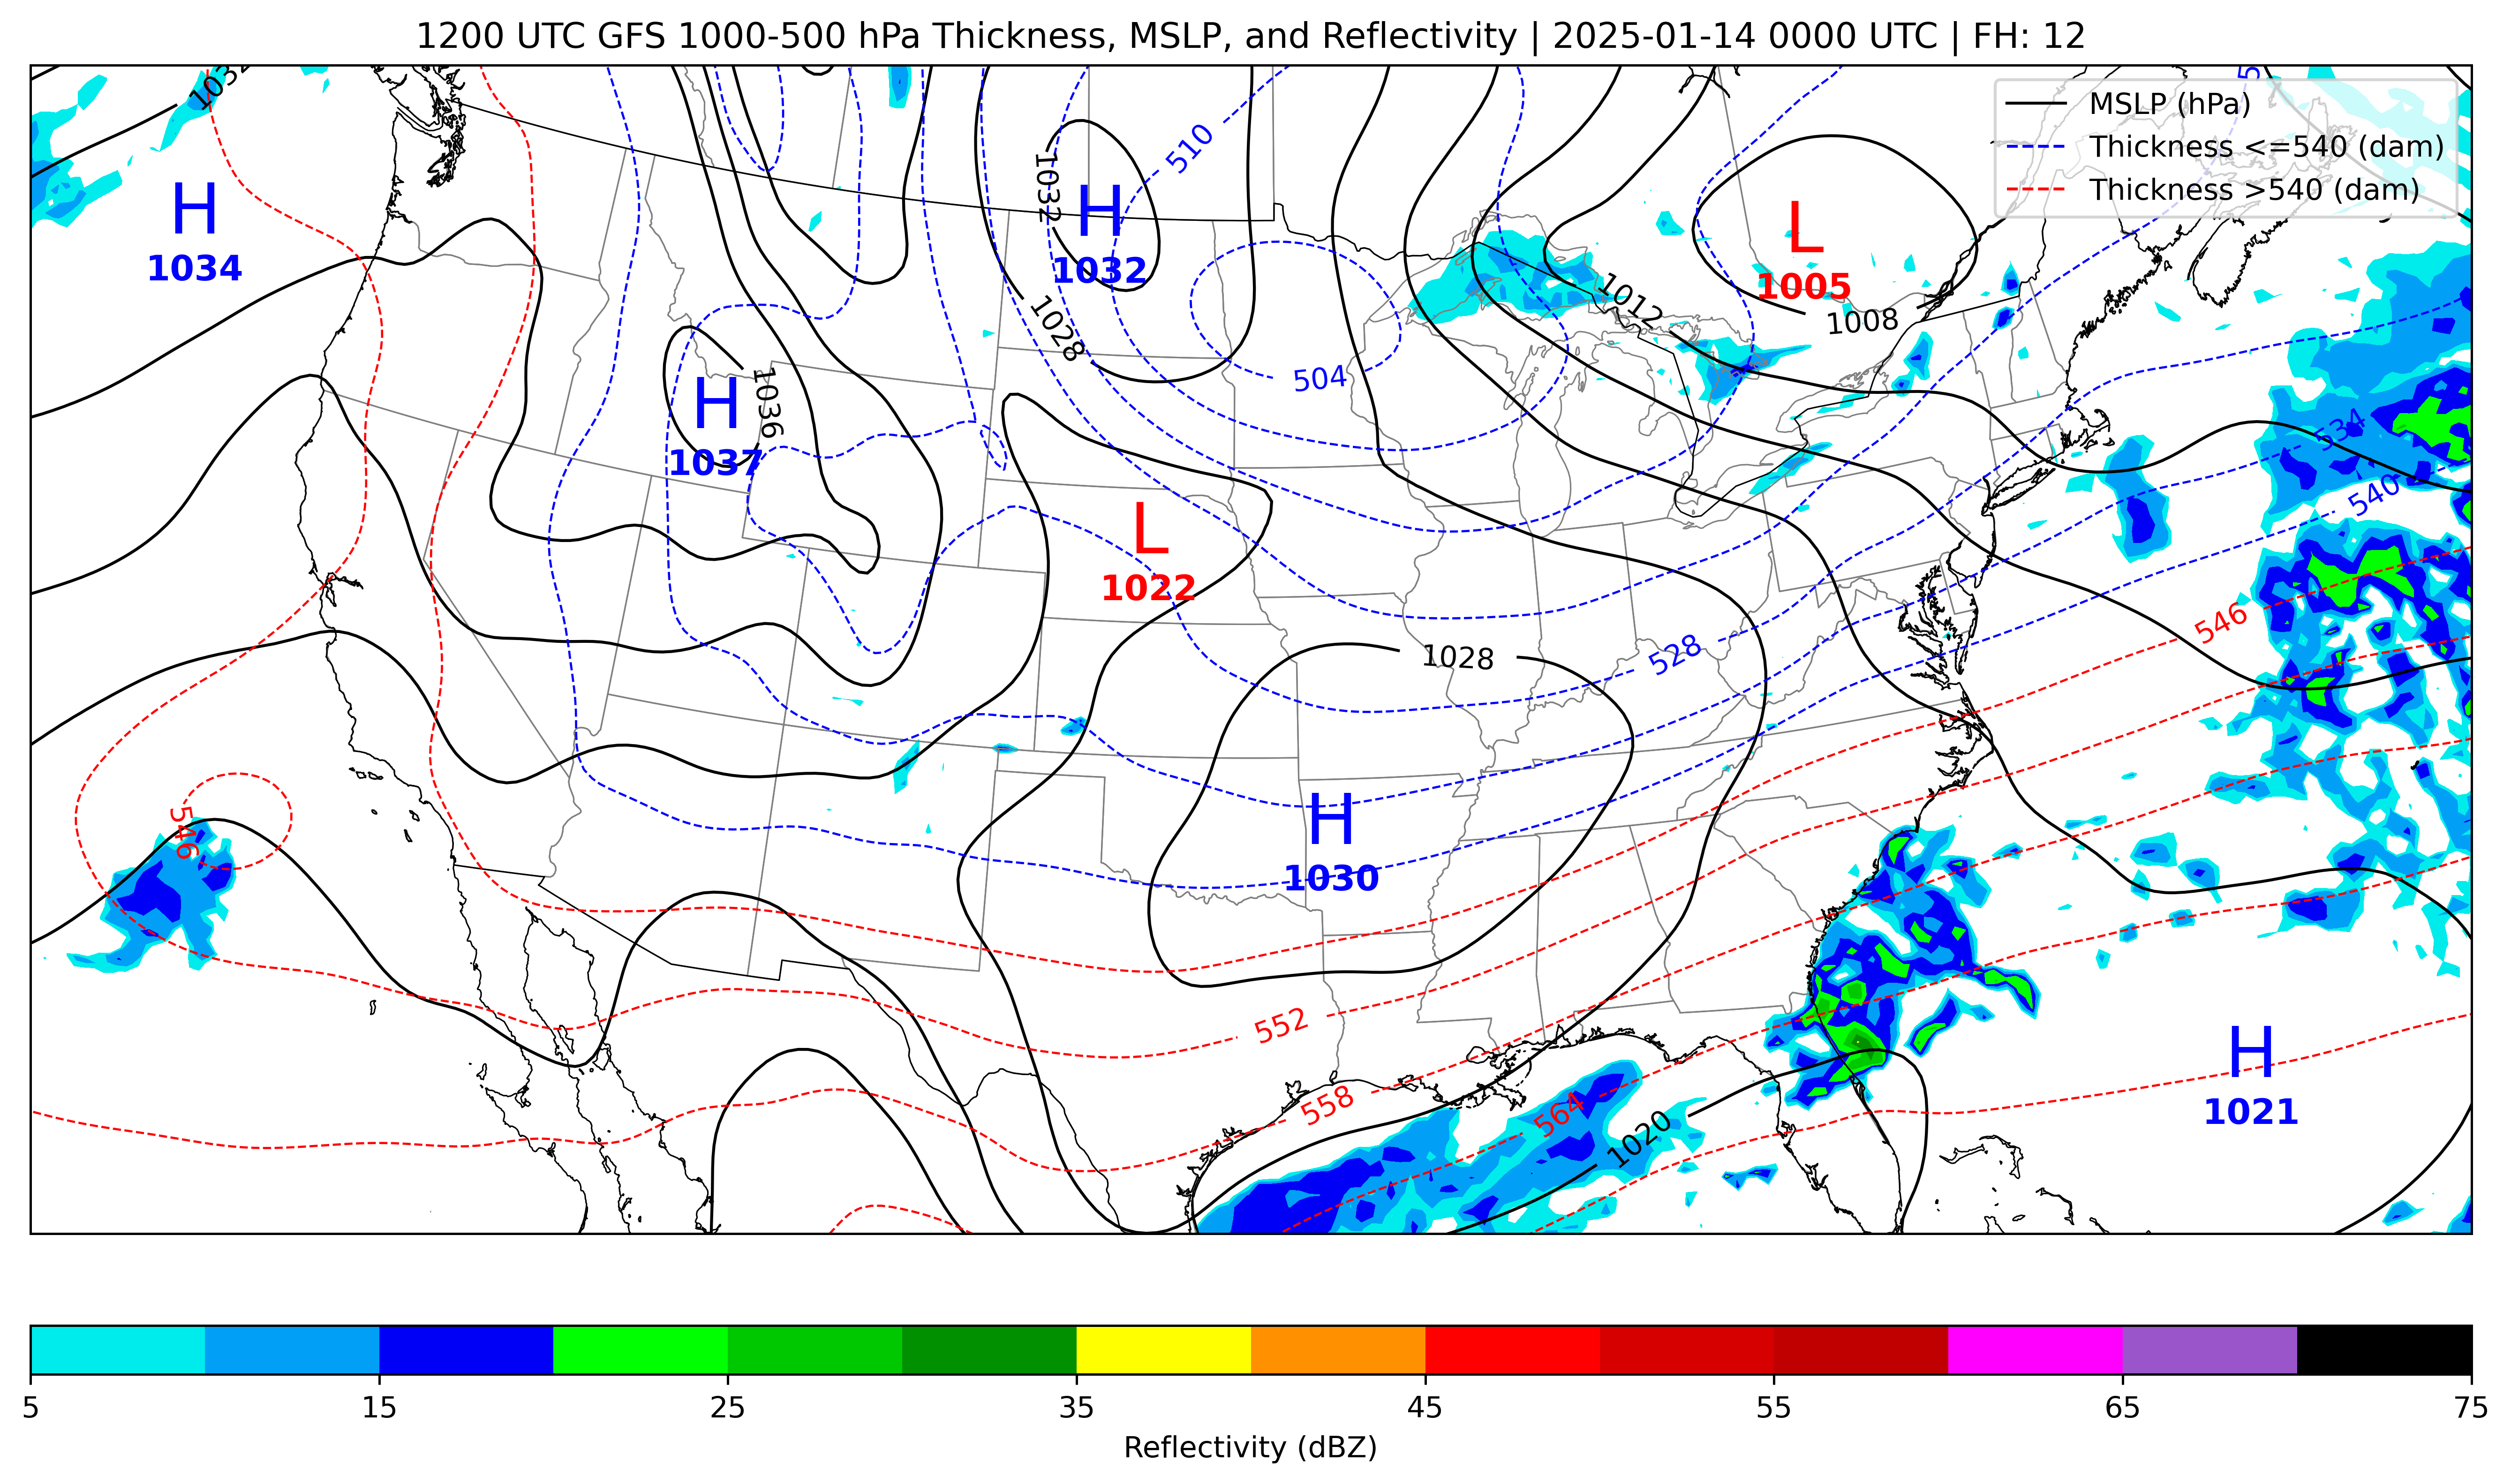 1200 UTC GFS 1000-500 hPa Thickness, MSLP, and Reflectivity | 2025-01-14 0000 UTC | FH: 12
1032
MSLP (hPa)
Thickness <=540 (dam)
Thickness >540 (dam)
510
1032
H
1034
H
1032
L
1005
1028
1012
1008
504
H
1037
1036
534
540
L
1022
546
1028
528
546
H
1030
552
558
564
1020
H
1021
5
15
25
35
45
55
65
75
Reflectivity (dBZ)